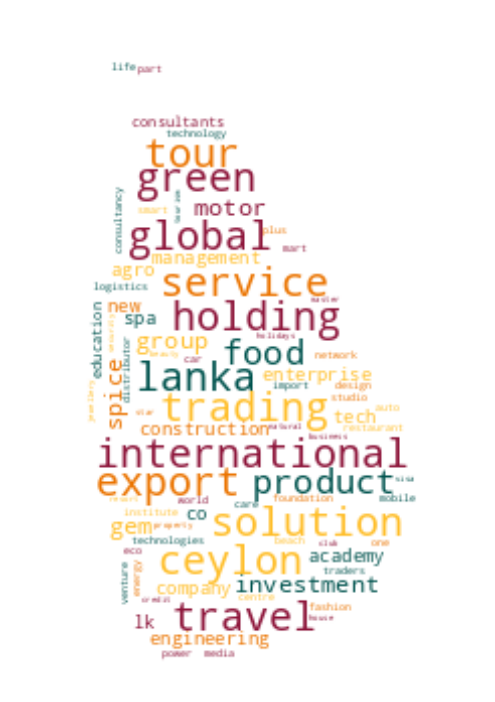 life part
consultants
technology
tour
green
consultancy
smart
tourism
motor
global
plus
mart
management
agro
service
logistics
master
new
holding
spa
education
security
holidays
group
food
beauty
car
network
distributor
lanka
enterprise
import
design
jewellers
spice
trading
studio
auto
star
tech
construction
natural
restaurant
business
international
export
product
visa
resort
world
care
foundation
mobile
institute
co
solution
gem
property
technologies
beach
club
one
eco
ceylon
academy
venture
energy
traders
company
investment
credit
centre
fashion
lk
travel
house
engineering
power media